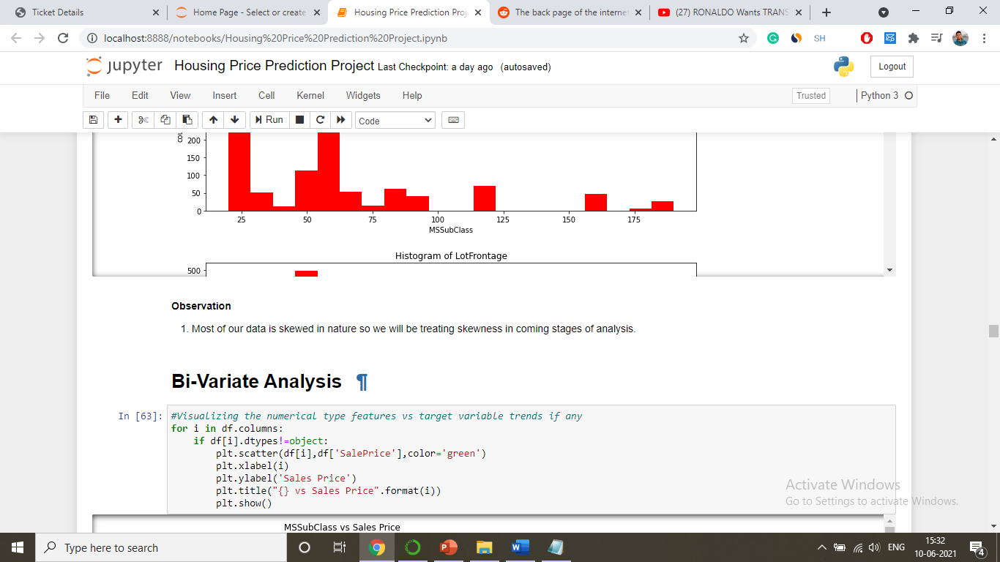 Ticket Details
Home Page - Select or create
Housing Price Prediction Proj
The back page of the internet
(27) RONALDO Wants TRANS
localhost:8888/notebooks/Housing%20Price%20Prediction%20Project.ipynb
SH
jupyter Housing Price Prediction Project Last Checkpoint: a day ago (autosaved)
Logout
File Edit View Insert Cell Kernel Widgets Help
Trusted
Python 3
Run
Code
200
150
100
50
0
25 50 75 100 125 150 175
MSSubClass
Histogram of LotFrontage
500
Observation
1. Most of our data is skewed in nature so we will be treating skewness in coming stages of analysis.
Bi-Variate Analysis ¶
In [63]: #Visualizing the numerical type features vs target variable trends if any
for i in df.columns:
if df[i].dtypes!=object:
plt.scatter(df[i],df['SalePrice'],color='green')
plt.xlabel(i)
plt.ylabel('Sales Price')
plt.title("{} vs Sales Price".format(i))
plt.show()
Activate Windows
Go to Settings to activate Windows.
MSSubClass vs Sales Price
Type here to search
ENG
15:32
10-06-2021
4